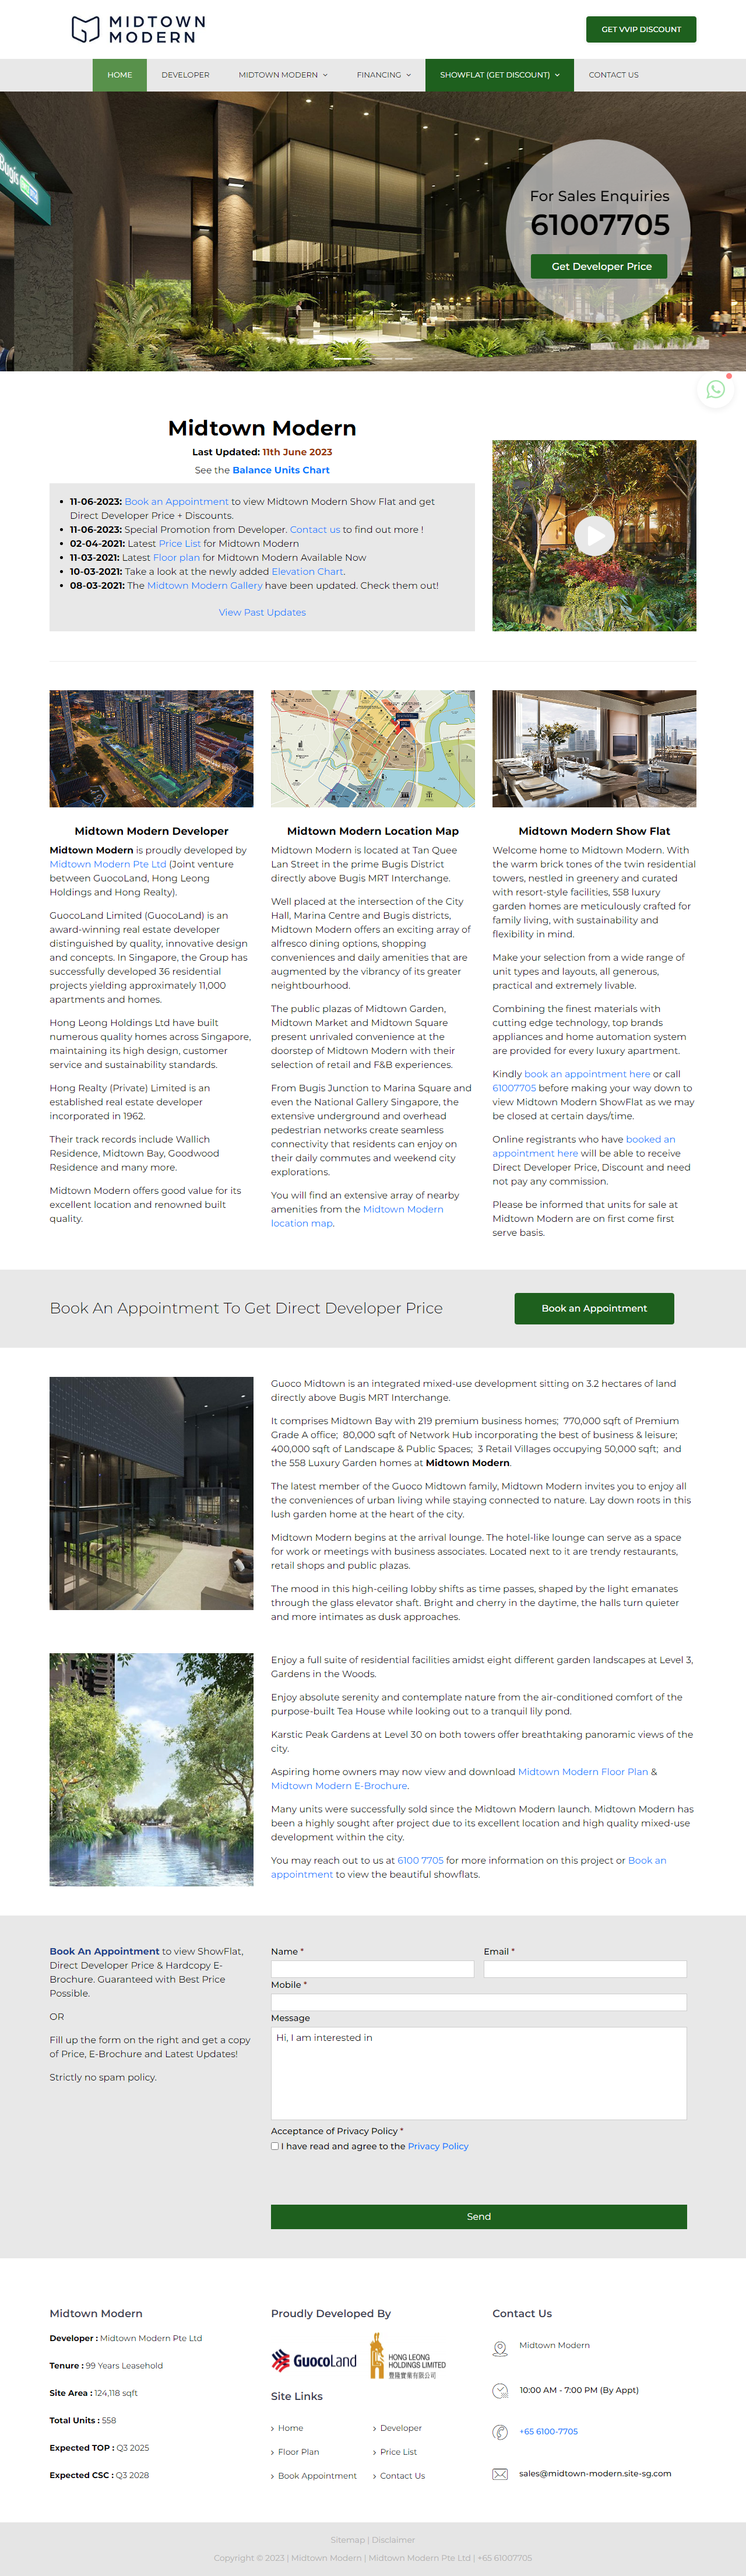 MIDTOWN
MODERN
GET VVIP DISCOUNT
HOME
DEVELOPER
MIDTOWN MODERN
FINANCING
SHOWFLAT (GET DISCOUNT)
CONTACT US
Bugis
For Sales Enquiries
61007705
Get Developer Price
Midtown Modern
Last Updated: 11th June 2023
See the Balance Units Chart
11-06-2023: Book an Appointment to view Midtown Modern Show Flat and get
Direct Developer Price + Discounts.
11-06-2023: Special Promotion from Developer. Contact us to find out more !
02-04-2021: Latest Price List for Midtown Modern
11-03-2021: Latest Floor plan for Midtown Modern Available Now
10-03-2021: Take a look at the newly added Elevation Chart.
08-03-2021: The Midtown Modern Gallery have been updated. Check them out!
View Past Updates
Midtown Modern Developer
Midtown Modern is proudly developed by
Midtown Modern Pte Ltd (Joint venture
between GuocoLand, Hong Leong
Holdings and Hong Realty).
GuocoLand Limited (GuocoLand) is an
award-winning real estate developer
distinguished by quality, innovative design
and concepts. In Singapore, the Group has
successfully developed 36 residential
projects yielding approximately 11,000
apartments and homes.
Hong Leong Holdings Ltd have built
numerous quality homes across Singapore,
maintaining its high design, customer
service and sustainability standards.
Hong Realty (Private) Limited is an
established real estate developer
incorporated in 1962.
Their track records include Wallich
Residence, Midtown Bay, Goodwood
Residence and many more.
Midtown Modern offers good value for its
excellent location and renowned built
quality.
Midtown Modern Location Map
Midtown Modern is located at Tan Quee
Lan Street in the prime Bugis District
directly above Bugis MRT Interchange.
Well placed at the intersection of the City
Hall, Marina Centre and Bugis districts,
Midtown Modern offers an exciting array of
alfresco dining options, shopping
conveniences and daily amenities that are
augmented by the vibrancy of its greater
neightbourhood.
The public plazas of Midtown Garden,
Midtown Market and Midtown Square
present unrivaled convenience at the
doorstep of Midtown Modern with their
selection of retail and F&B experiences.
From Bugis Junction to Marina Square and
even the National Gallery Singapore, the
extensive underground and overhead
pedestrian networks create seamless
connectivity that residents can enjoy on
their daily commutes and weekend city
explorations.
You will find an extensive array of nearby
amenities from the Midtown Modern
location map.
Midtown Modern Show Flat
Welcome home to Midtown Modern. With
the warm brick tones of the twin residential
towers, nestled in greenery and curated
with resort-style facilities, 558 luxury
garden homes are meticulously crafted for
family living, with sustainability and
flexibility in mind.
Make your selection from a wide range of
unit types and layouts, all generous,
practical and extremely livable.
Combining the finest materials with
cutting edge technology, top brands
appliances and home automation system
are provided for every luxury apartment.
Kindly book an appointment here or call
61007705 before making your way down to
view Midtown Modern ShowFlat as we may
be closed at certain days/time.
Online registrants who have booked an
appointment here will be able to receive
Direct Developer Price, Discount and need
not pay any commission.
Please be informed that units for sale at
Midtown Modern are on first come first
serve basis.
Book An Appointment To Get Direct Developer Price
Book an Appointment
Guoco Midtown is an integrated mixed-use development sitting on 3.2 hectares of land
directly above Bugis MRT Interchange.
It comprises Midtown Bay with 219 premium business homes; 770,000 sqft of Premium
Grade A office; 80,000 sqft of Network Hub incorporating the best of business & leisure;
400,000 sqft of Landscape & Public Spaces; 3 Retail Villages occupying 50,000 sqft; and
the 558 Luxury Garden homes at Midtown Modern.
The latest member of the Guoco Midtown family, Midtown Modern invites you to enjoy all
the conveniences of urban living while staying connected to nature. Lay down roots in this
lush garden home at the heart of the city.
Midtown Modern begins at the arrival lounge. The hotel-like lounge can serve as a space
for work or meetings with business associates. Located next to it are trendy restaurants,
retail shops and public plazas.
The mood in this high-ceiling lobby shifts as time passes, shaped by the light emanates
through the glass elevator shaft. Bright and cherry in the daytime, the halls turn quieter
and more intimates as dusk approaches.
Enjoy a full suite of residential facilities amidst eight different garden landscapes at Level 3,
Gardens in the Woods.
Enjoy absolute serenity and contemplate nature from the air-conditioned comfort of the
purpose-built Tea House while looking out to a tranquil lily pond.
Karstic Peak Gardens at Level 30 on both towers offer breathtaking panoramic views of the
city.
Aspiring home owners may now view and download Midtown Modern Floor Plan &
Midtown Modern E-Brochure.
Many units were successfully sold since the Midtown Modern launch. Midtown Modern has
been a highly sought after project due to its excellent location and high quality mixed-use
development within the city.
You may reach out to us at 6100 7705 for more information on this project or Book an
appointment to view the beautiful showflats.
Book An Appointment to view ShowFlat,
Direct Developer Price & Hardcopy E-
Brochure. Guaranteed with Best Price
Possible.
OR
Fill up the form on the right and get a copy
of Price, E-Brochure and Latest Updates!
Strictly no spam policy.
Name *
Email *
Mobile *
Message
Hi, I am interested in
Acceptance of Privacy Policy *
I have read and agree to the Privacy Policy
Send
Midtown Modern
Developer : Midtown Modern Pte Ltd
Tenure : 99 Years Leasehold
Site Area : 124,118 sqft
Total Units : 558
Expected TOP : Q3 2025
Expected CSC : Q3 2028
Proudly Developed By
GUOCOLAND
HONG LEONG
HOLDINGS LIMITED
豐隆實業有限公司
Site Links
Home
Developer
Floor Plan
Price List
Book Appointment
Contact Us
Contact Us
Midtown Modern
10:00 AM - 7:00 PM (By Appt)
+65 6100-7705
sales@midtown-modern.site-sg.com
Sitemap | Disclaimer
Copyright © 2023 | Midtown Modern | Midtown Modern Pte Ltd | +65 61007705